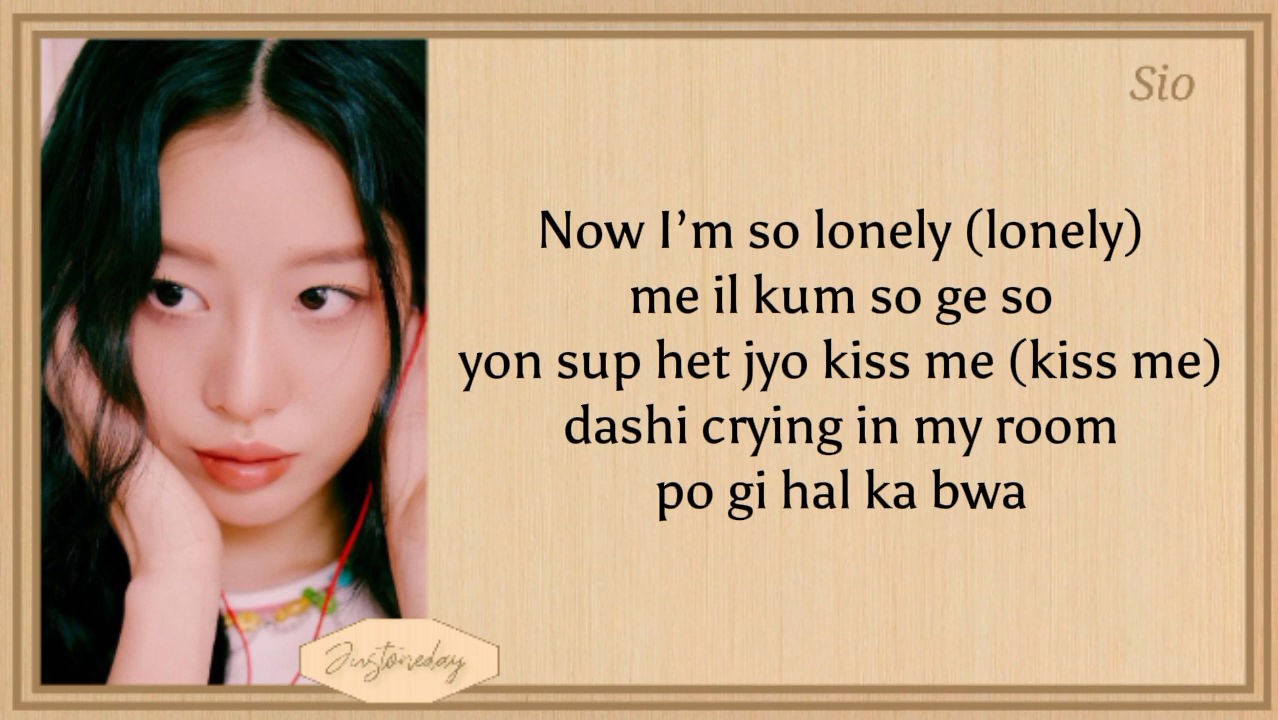 Sio
Now I’m so lonely (lonely)
me il kum so ge so
yon sup het jyo kiss me (kiss me)
dashi crying in my room
po gi hal ka bwa
Justoneday